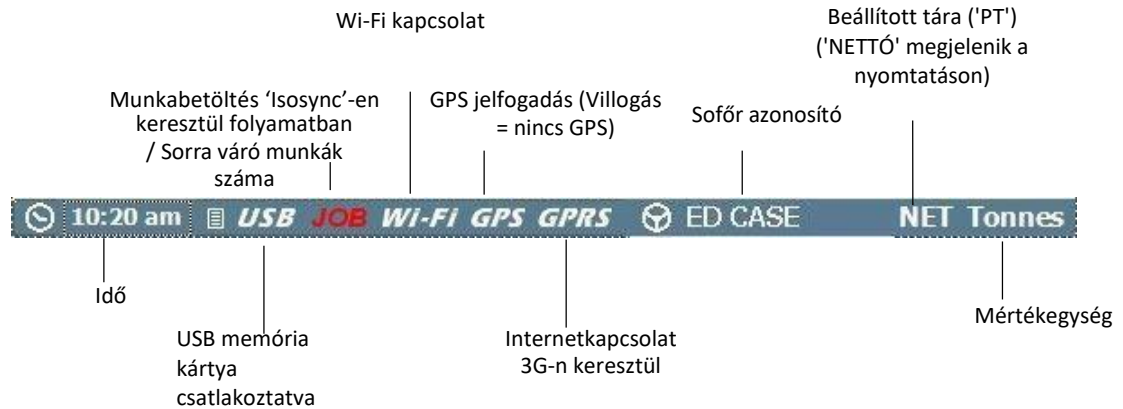 Wi-Fi kapcsolat
Beállított tára ('PT')
('NETTÓ' megjelenik a
nyomtatáson)
Munkabetöltés ‘Isosync’-en
keresztül folyamatban
/ Sorra váró munkák
száma
GPS jelfogadás (Villogás
= nincs GPS)
Sofőr azonosító
10:20 am USB JOB Wi-Fi GPS GPRS ED CASE NET Tonnes
Idő
USB memória
kártya
csatlakoztatva
Internetkapcsolat
3G-n keresztül
Mértékegység